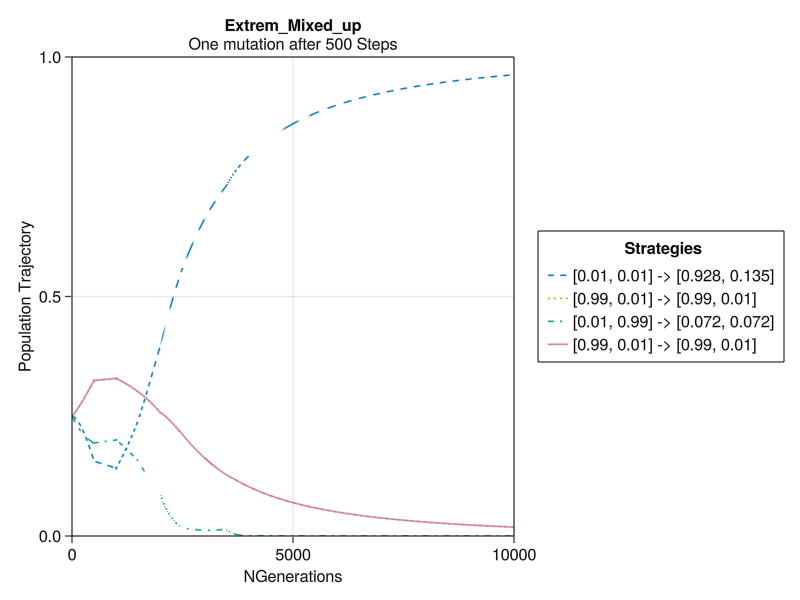 Extrem_Mixed_up
One mutation after 500 Steps
Population Trajectory
1.0
0.5
0.0
0
5000
10000
NGenerations
Strategies
[0.01, 0.01] -> [0.928, 0.135]
[0.99, 0.01] -> [0.99, 0.01]
[0.01, 0.99] -> [0.072, 0.072]
[0.99, 0.01] -> [0.99, 0.01]